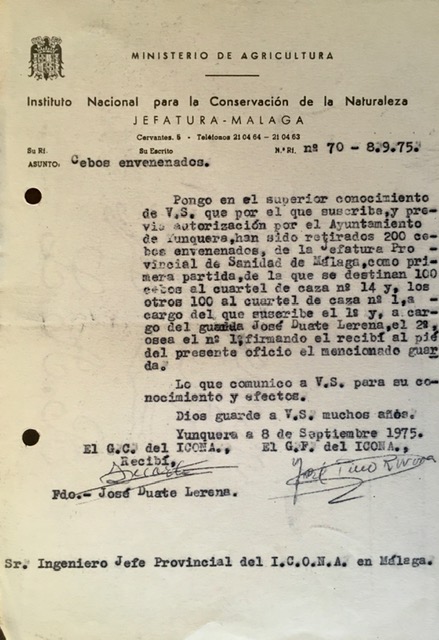 MINISTERIO DE AGRICULTURA
Instituto Nacional para la Conservación de la Naturaleza
JEFATURA-MALAGA
Cervantes. 5 - Teléfonos 21 04 64 - 21 04 63
Su Rf. Su Escrito N.º Rf. nº 70 - 8.9.75.
ASUNTO: Cebos envenenados.
Pongo en el superior conocimiento
de V.S. que por el que suscriba,y pre-
via autorización por el Ayuntamiento
de Yunquera,han sido retirados 200 ce-
bos envenenados, de la Jefatura Pro
vincial de Sanidad de Málaga,como pri-
mera partida,de la que se destinan 100
cebos al cuartel de caza nº 14 y, los
otros 100 al cuartel de caza nº 1,a
cargo del que suscribe el 1º y, a car-
go del guarda José Duate Lerena,el 2º,
osea el nº 1,firmando el recibí al pié
del presente oficio el mencionado guar
da.
Lo que comunico a V.S. para su co-
nocimiento y efectos.
Dios guarde a V.S. muchos años.
Yunquera a 8 de Septiembre 1975.
El G.C. del ICONA., El G.F. del ICONA.,
Recibí,
Duarte José Tino Rivera
Fdo.- José Duate Lerena.
Sr. Ingeniero Jefe Provincial del I.C.O.N.A. en Málaga.